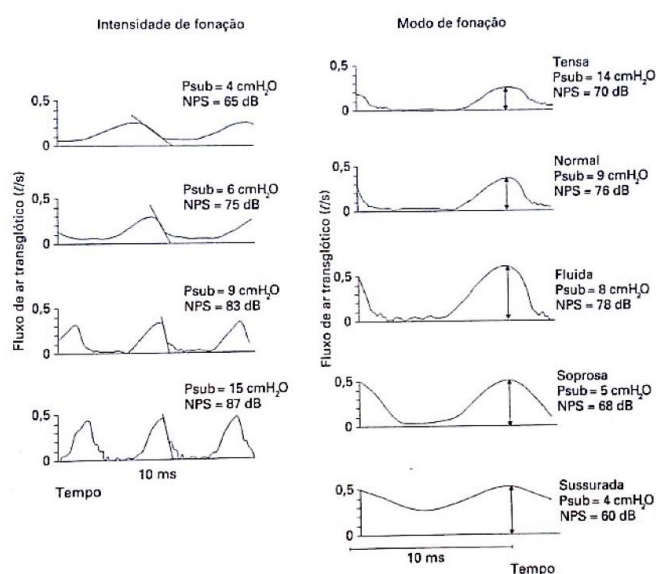 Intensidade de fonação
Psub = 4 cmH₂O
NPS = 65 dB
0,5
0
Psub = 6 cmH₂O
NPS = 75 dB
0,5
0
Psub = 9 cmH₂O
NPS = 83 dB
0,5
0
Psub = 15 cmH₂O
NPS = 87 dB
0,5
0
10 ms
Tempo
Fluxo de ar transglótico (ℓ/s)
Modo de fonação
Tensa
Psub = 14 cmH₂O
NPS = 70 dB
0,5
0
Normal
Psub = 9 cmH₂O
NPS = 76 dB
0,5
0
Fluida
Psub = 8 cmH₂O
NPS = 78 dB
0,5
0
Soprosa
Psub = 5 cmH₂O
NPS = 68 dB
0,5
0
Sussurada
Psub = 4 cmH₂O
NPS = 60 dB
0,5
0
10 ms
Tempo
Fluxo de ar transglótico (ℓ/s)